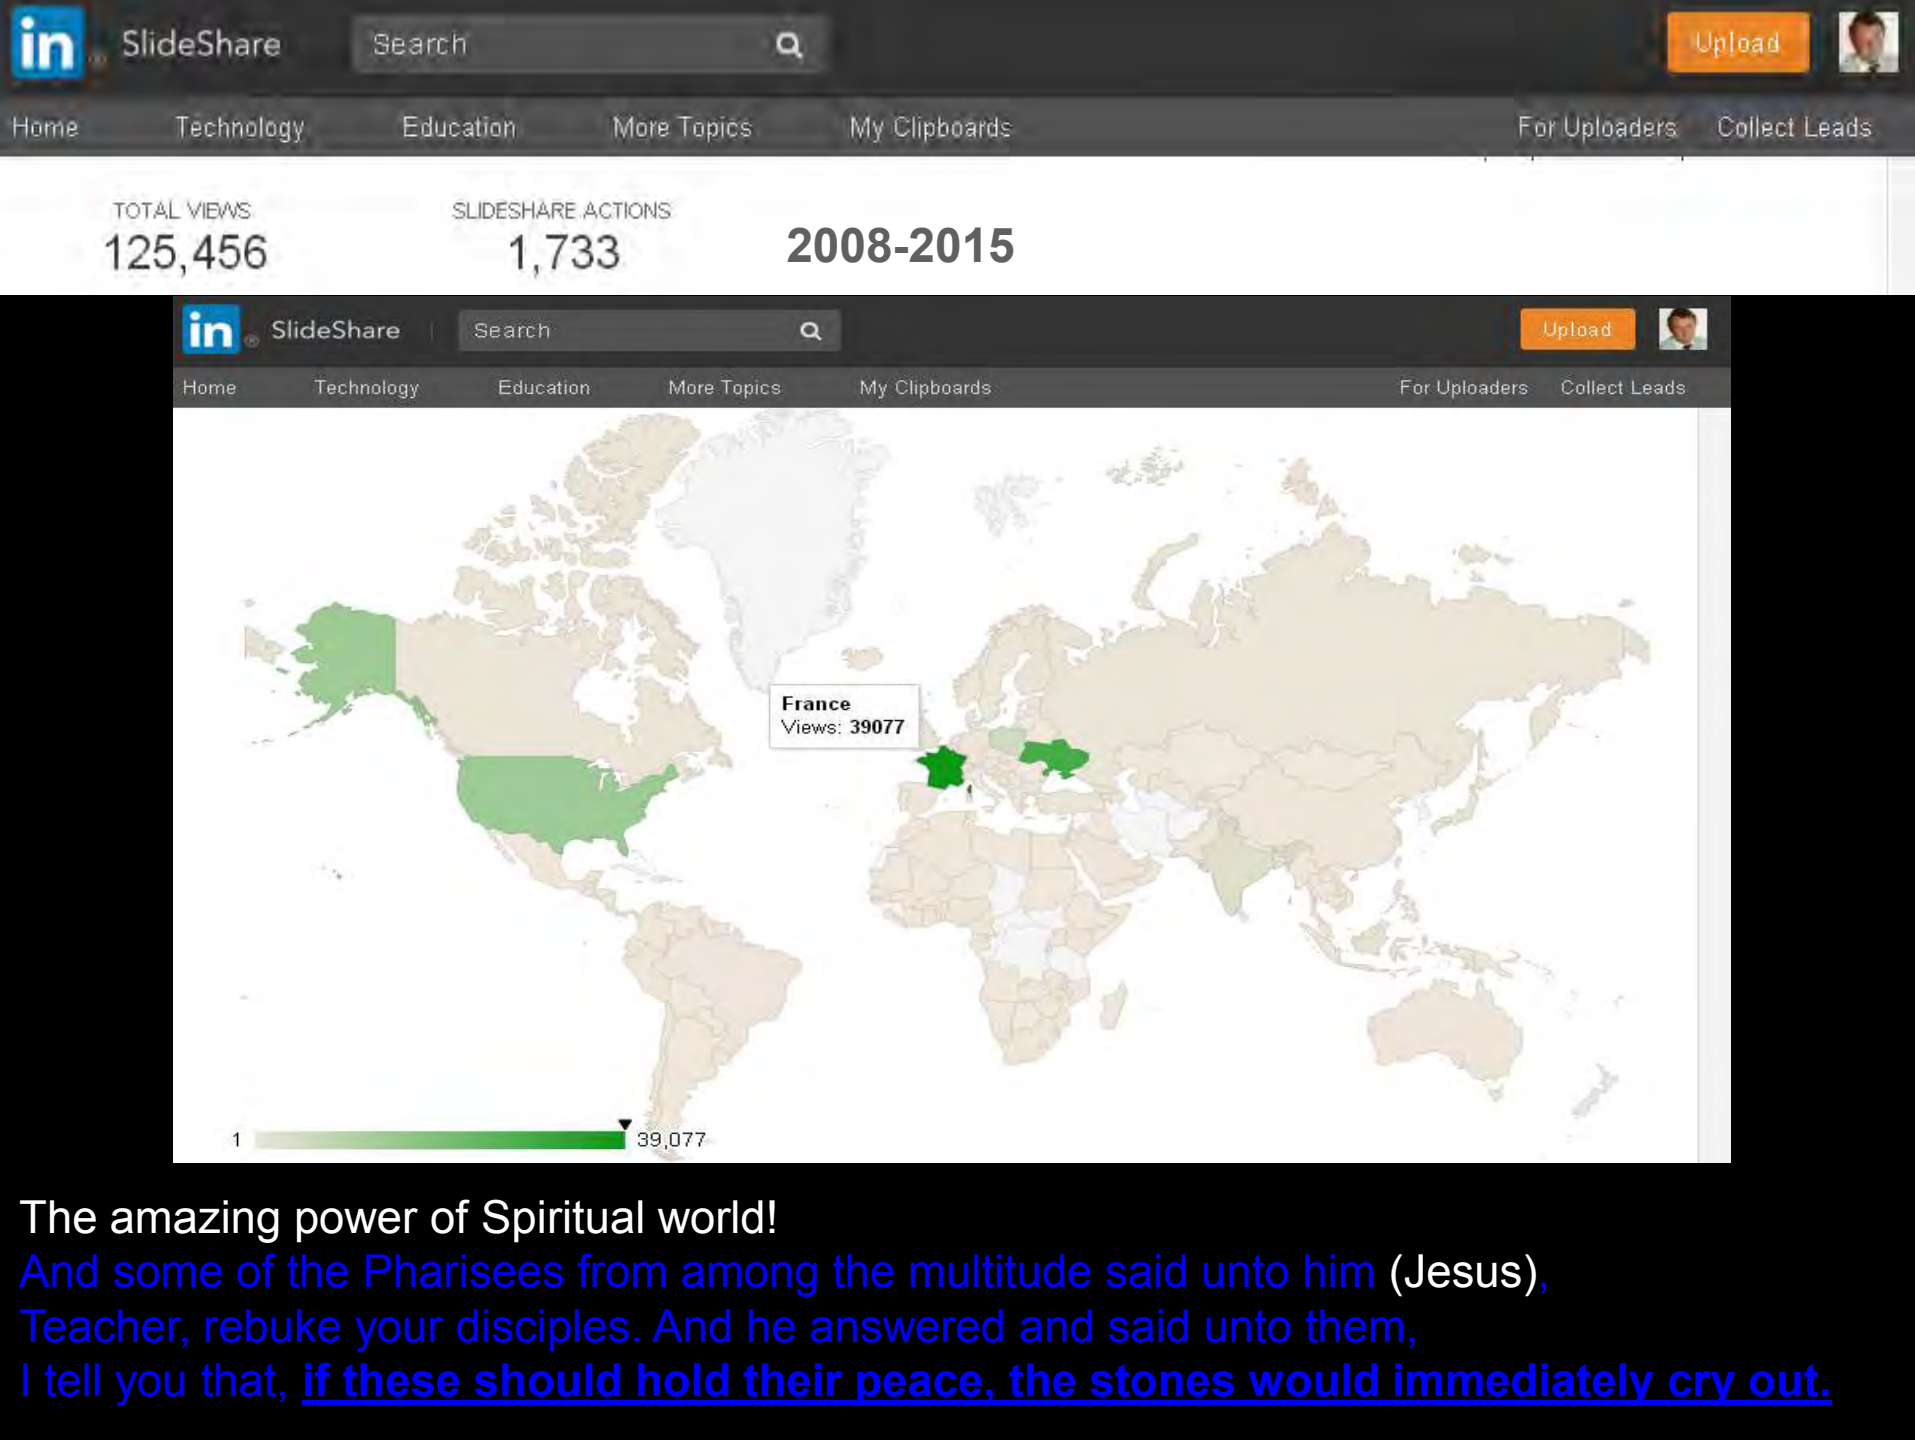 in SlideShare Search Upload
Home Technology Education More Topics My Clipboards For Uploaders Collect Leads
TOTAL VIEWS SLIDESHARE ACTIONS
125,456 1,733 2008-2015
in ® SlideShare Search Upload
Home Technology Education More Topics My Clipboards For Uploaders Collect Leads
France
Views: 39077
1 39,077
The amazing power of Spiritual world!
And some of the Pharisees from among the multitude said unto him (Jesus),
Teacher, rebuke your disciples. And he answered and said unto them,
I tell you that, if these should hold their peace, the stones would immediately cry out.